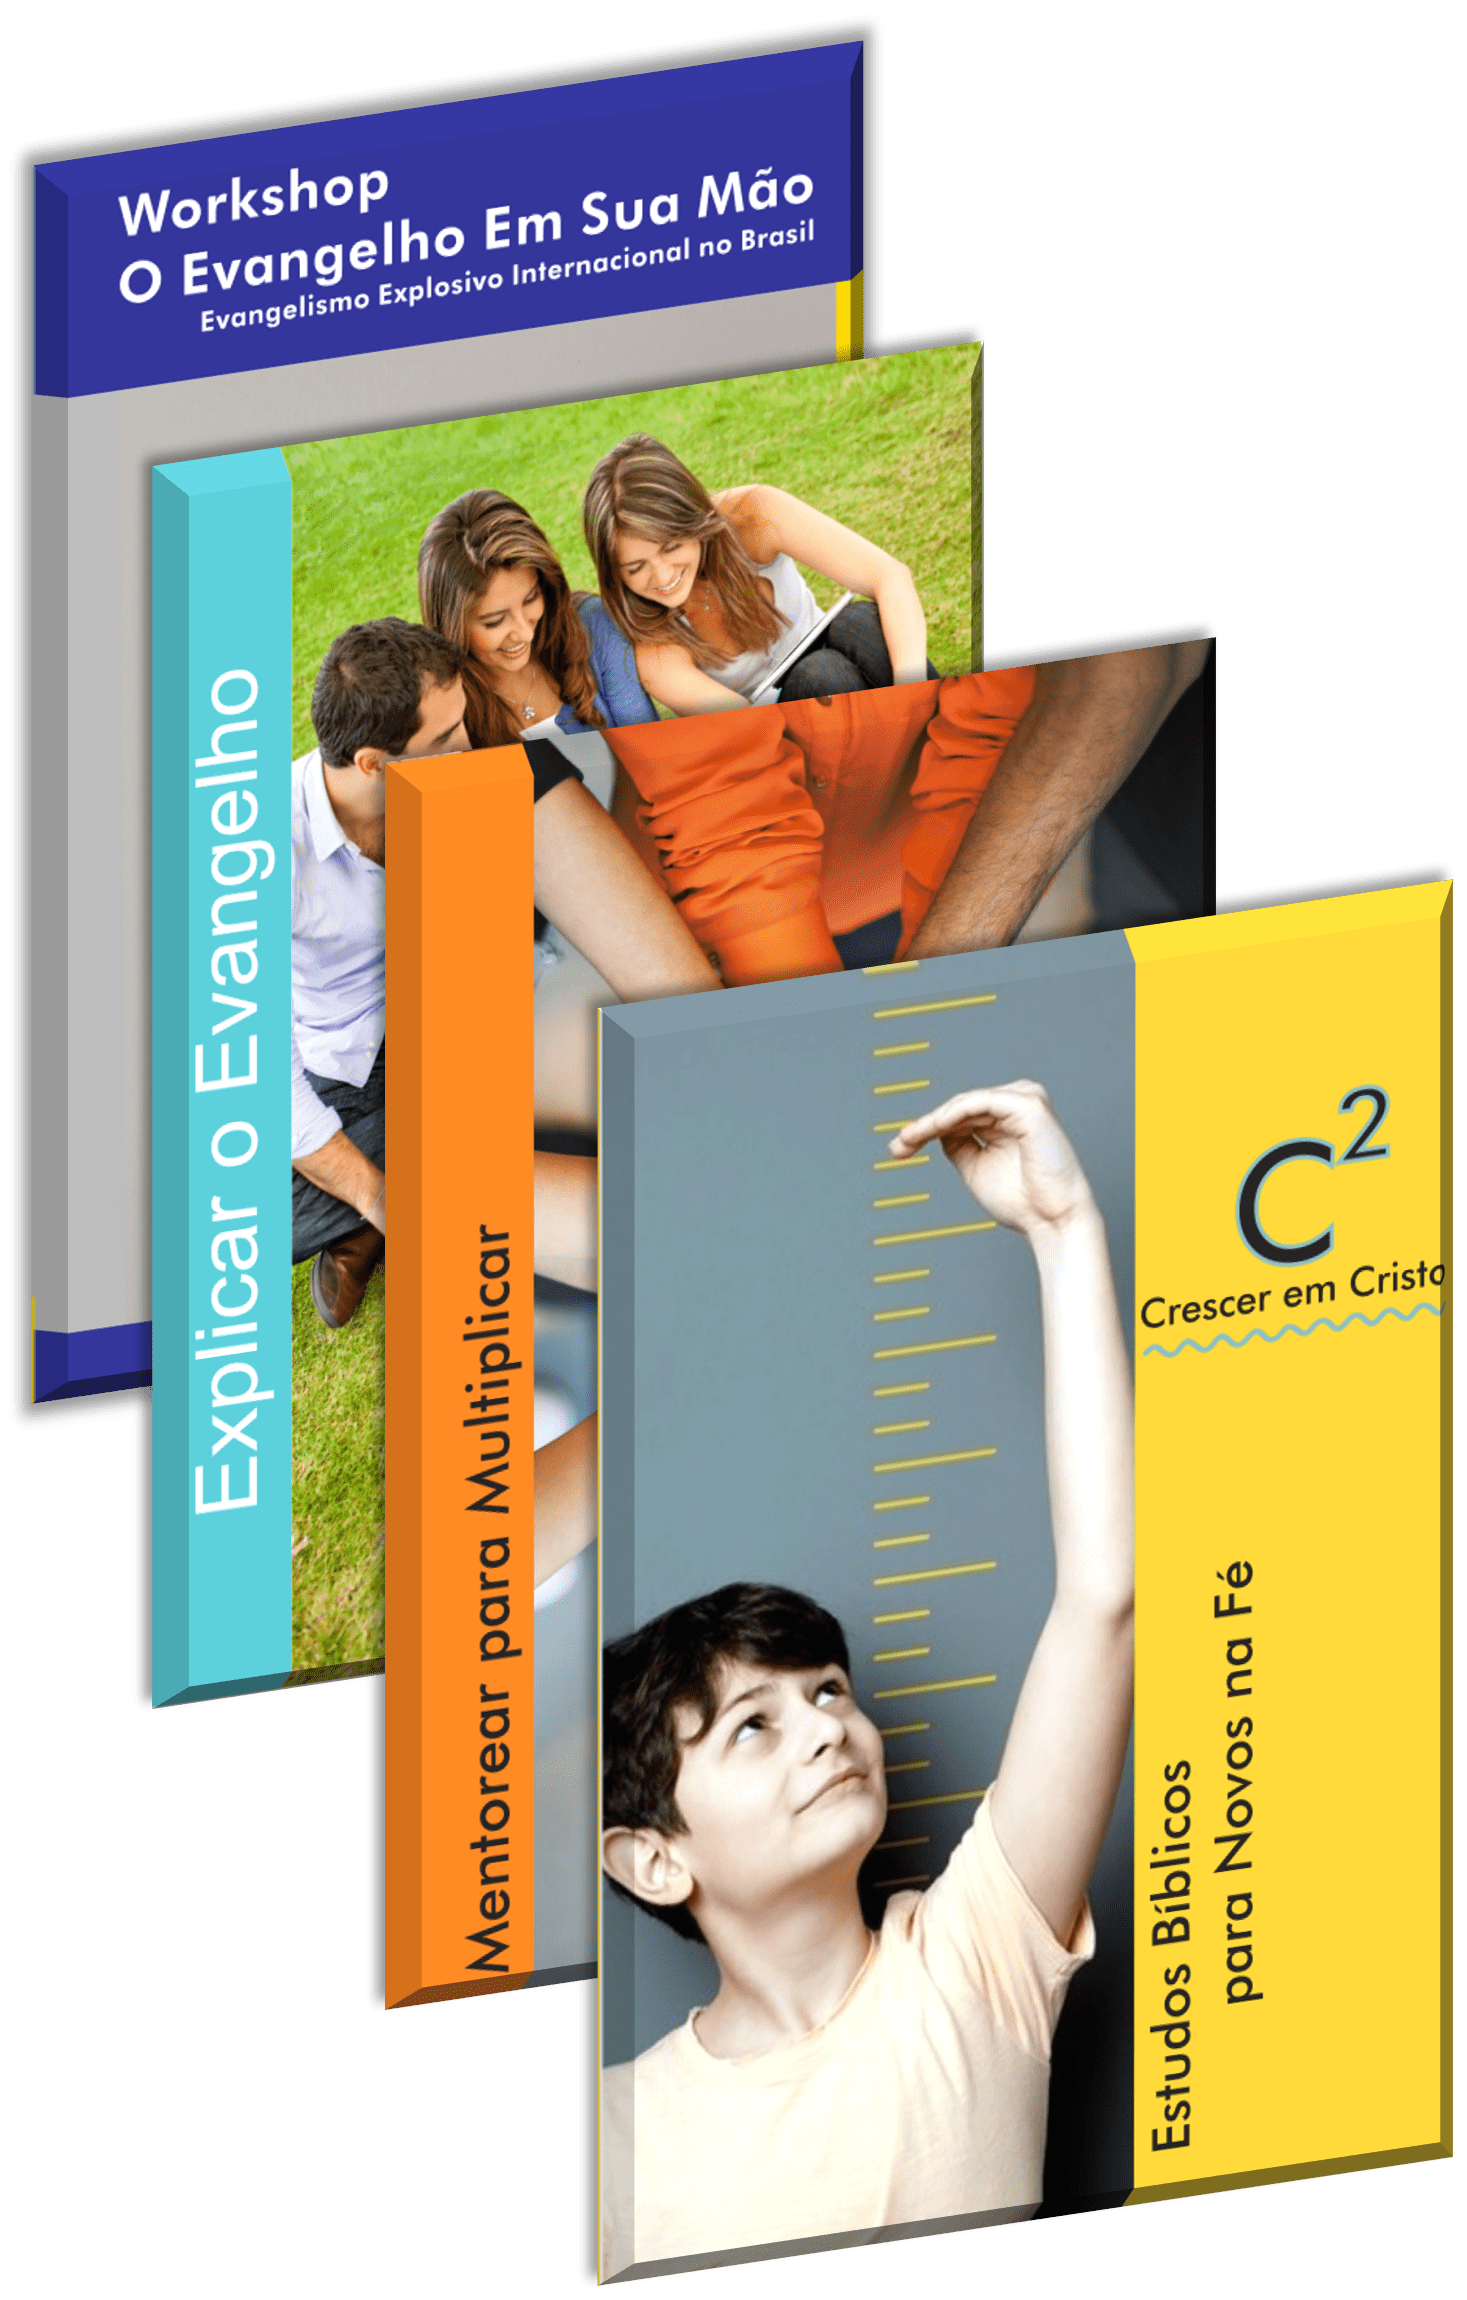 Workshop
O Evangelho Em Sua Mão
Evangelismo Explosivo Internacional no Brasil
Explicar o Evangelho
Mentorear para Multiplicar
C²
Crescer em Cristo
Estudos Bíblicos
para Novos na Fé